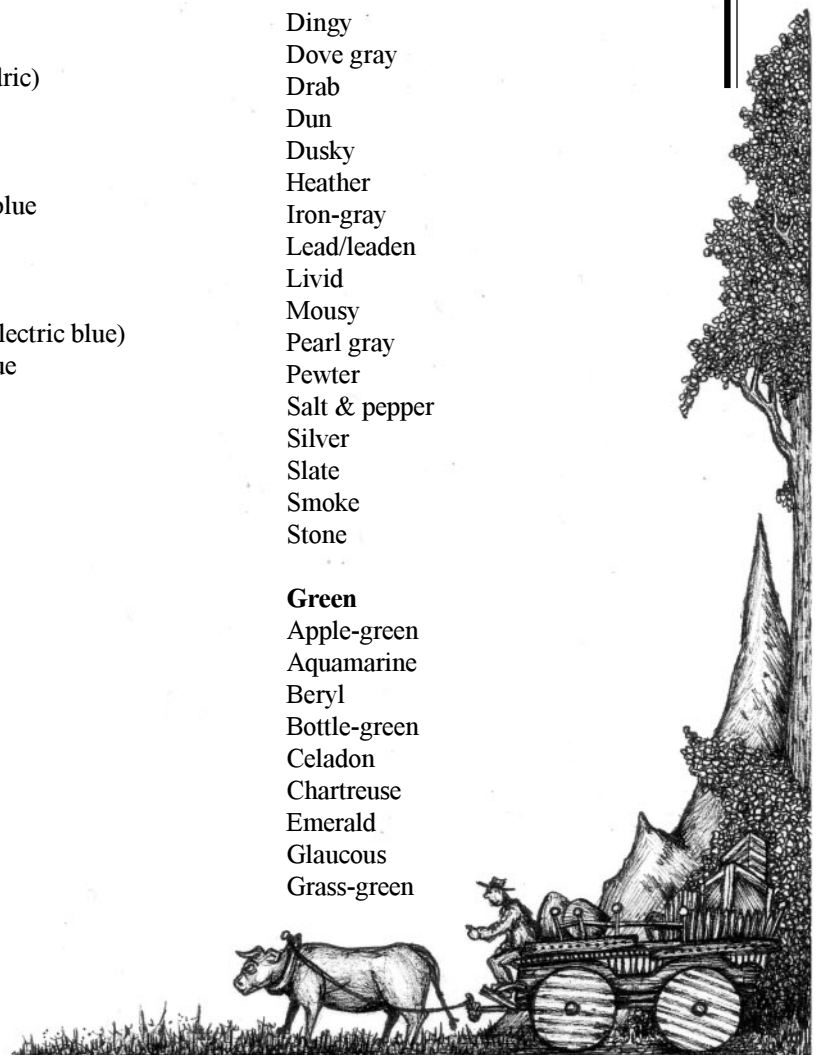 lric)
blue
lectric blue)
ue
Dingy
Dove gray
Drab
Dun
Dusky
Heather
Iron-gray
Lead/leaden
Livid
Mousy
Pearl gray
Pewter
Salt & pepper
Silver
Slate
Smoke
Stone
Green
Apple-green
Aquamarine
Beryl
Bottle-green
Celadon
Chartreuse
Emerald
Glaucous
Grass-green